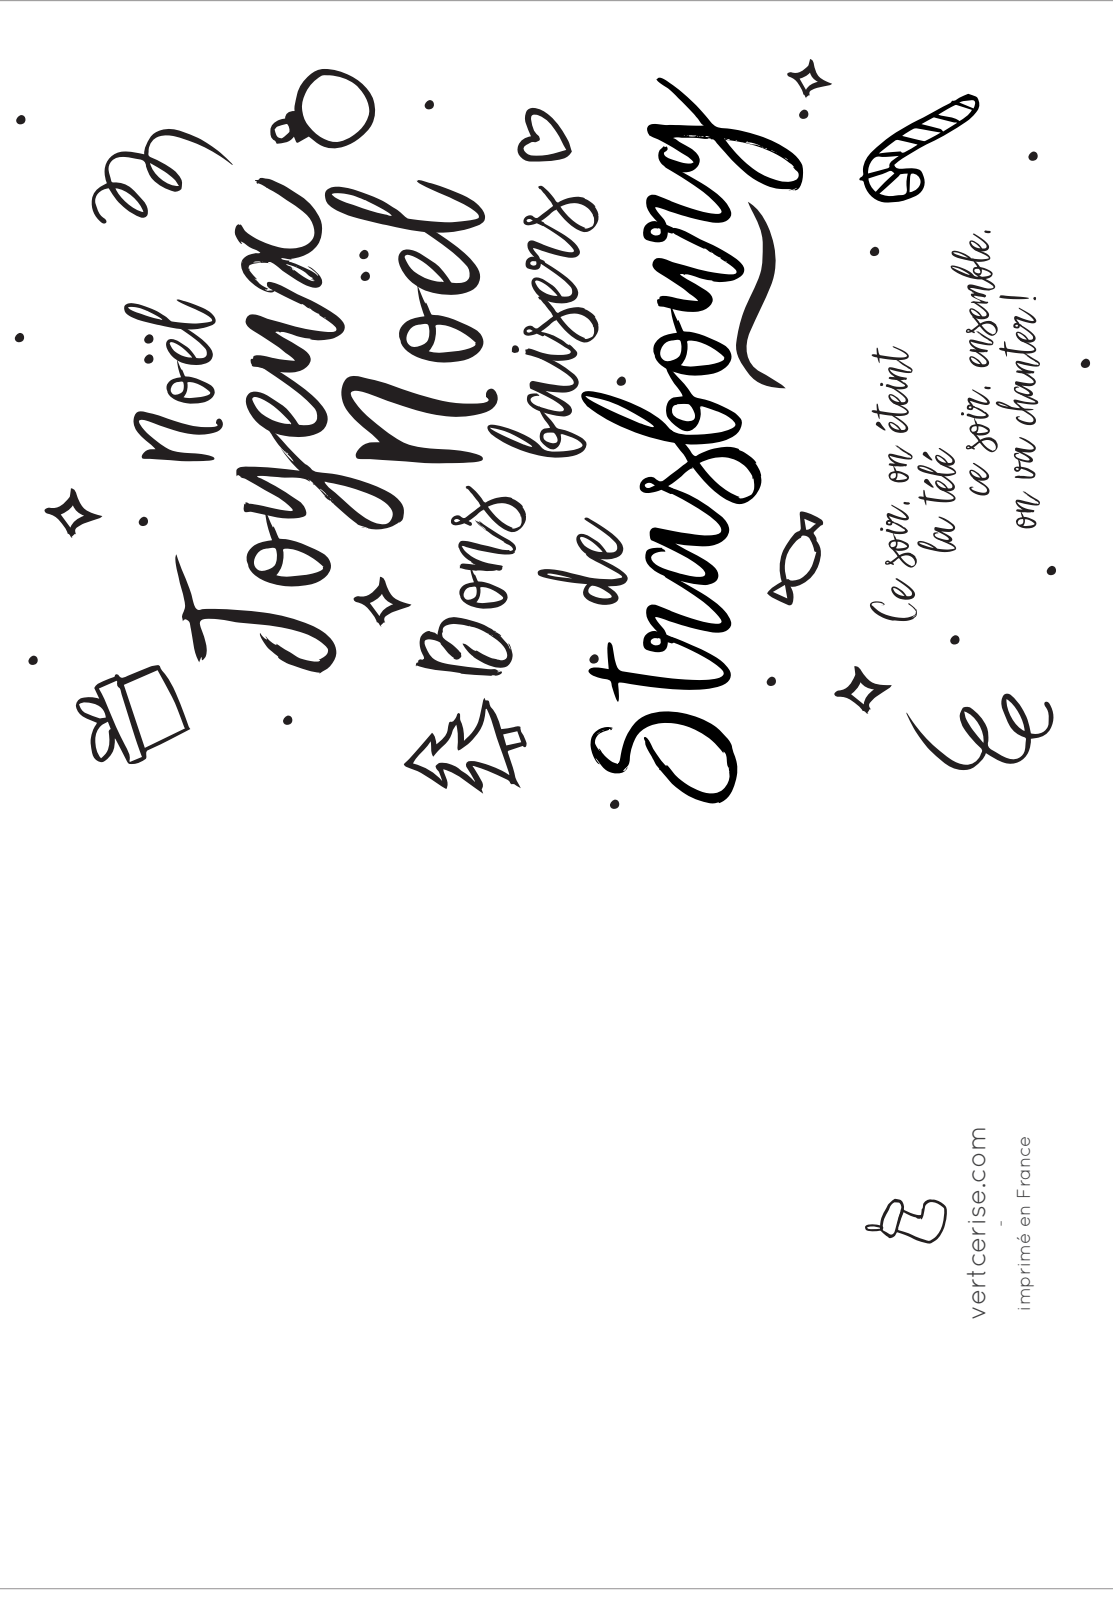 Noël
Joyeux
Noël
Bons baisers
de
Strasbourg
Ce soir, on éteint
la télé
ce soir, ensemble,
on va chanter !
vertcerise.com
-
imprimé en France